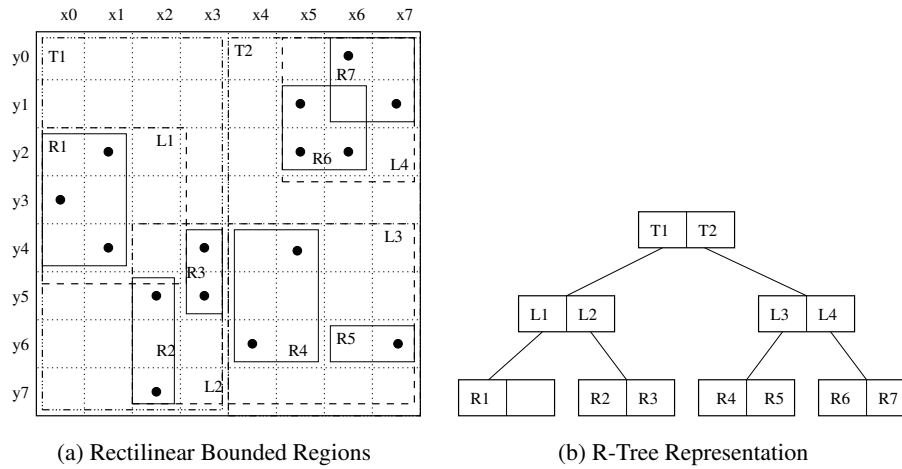 x0 x1 x2 x3 x4 x5 x6 x7
y0 T1 T2
R7
y1
L1
y2 R1 R6 L4
y3
y4 L3
R3
y5
y6 R2 R4 R5
y7 L2
T1 T2
L1 L2 L3 L4
R1 R2 R3 R4 R5 R6 R7
(a) Rectilinear Bounded Regions
(b) R-Tree Representation